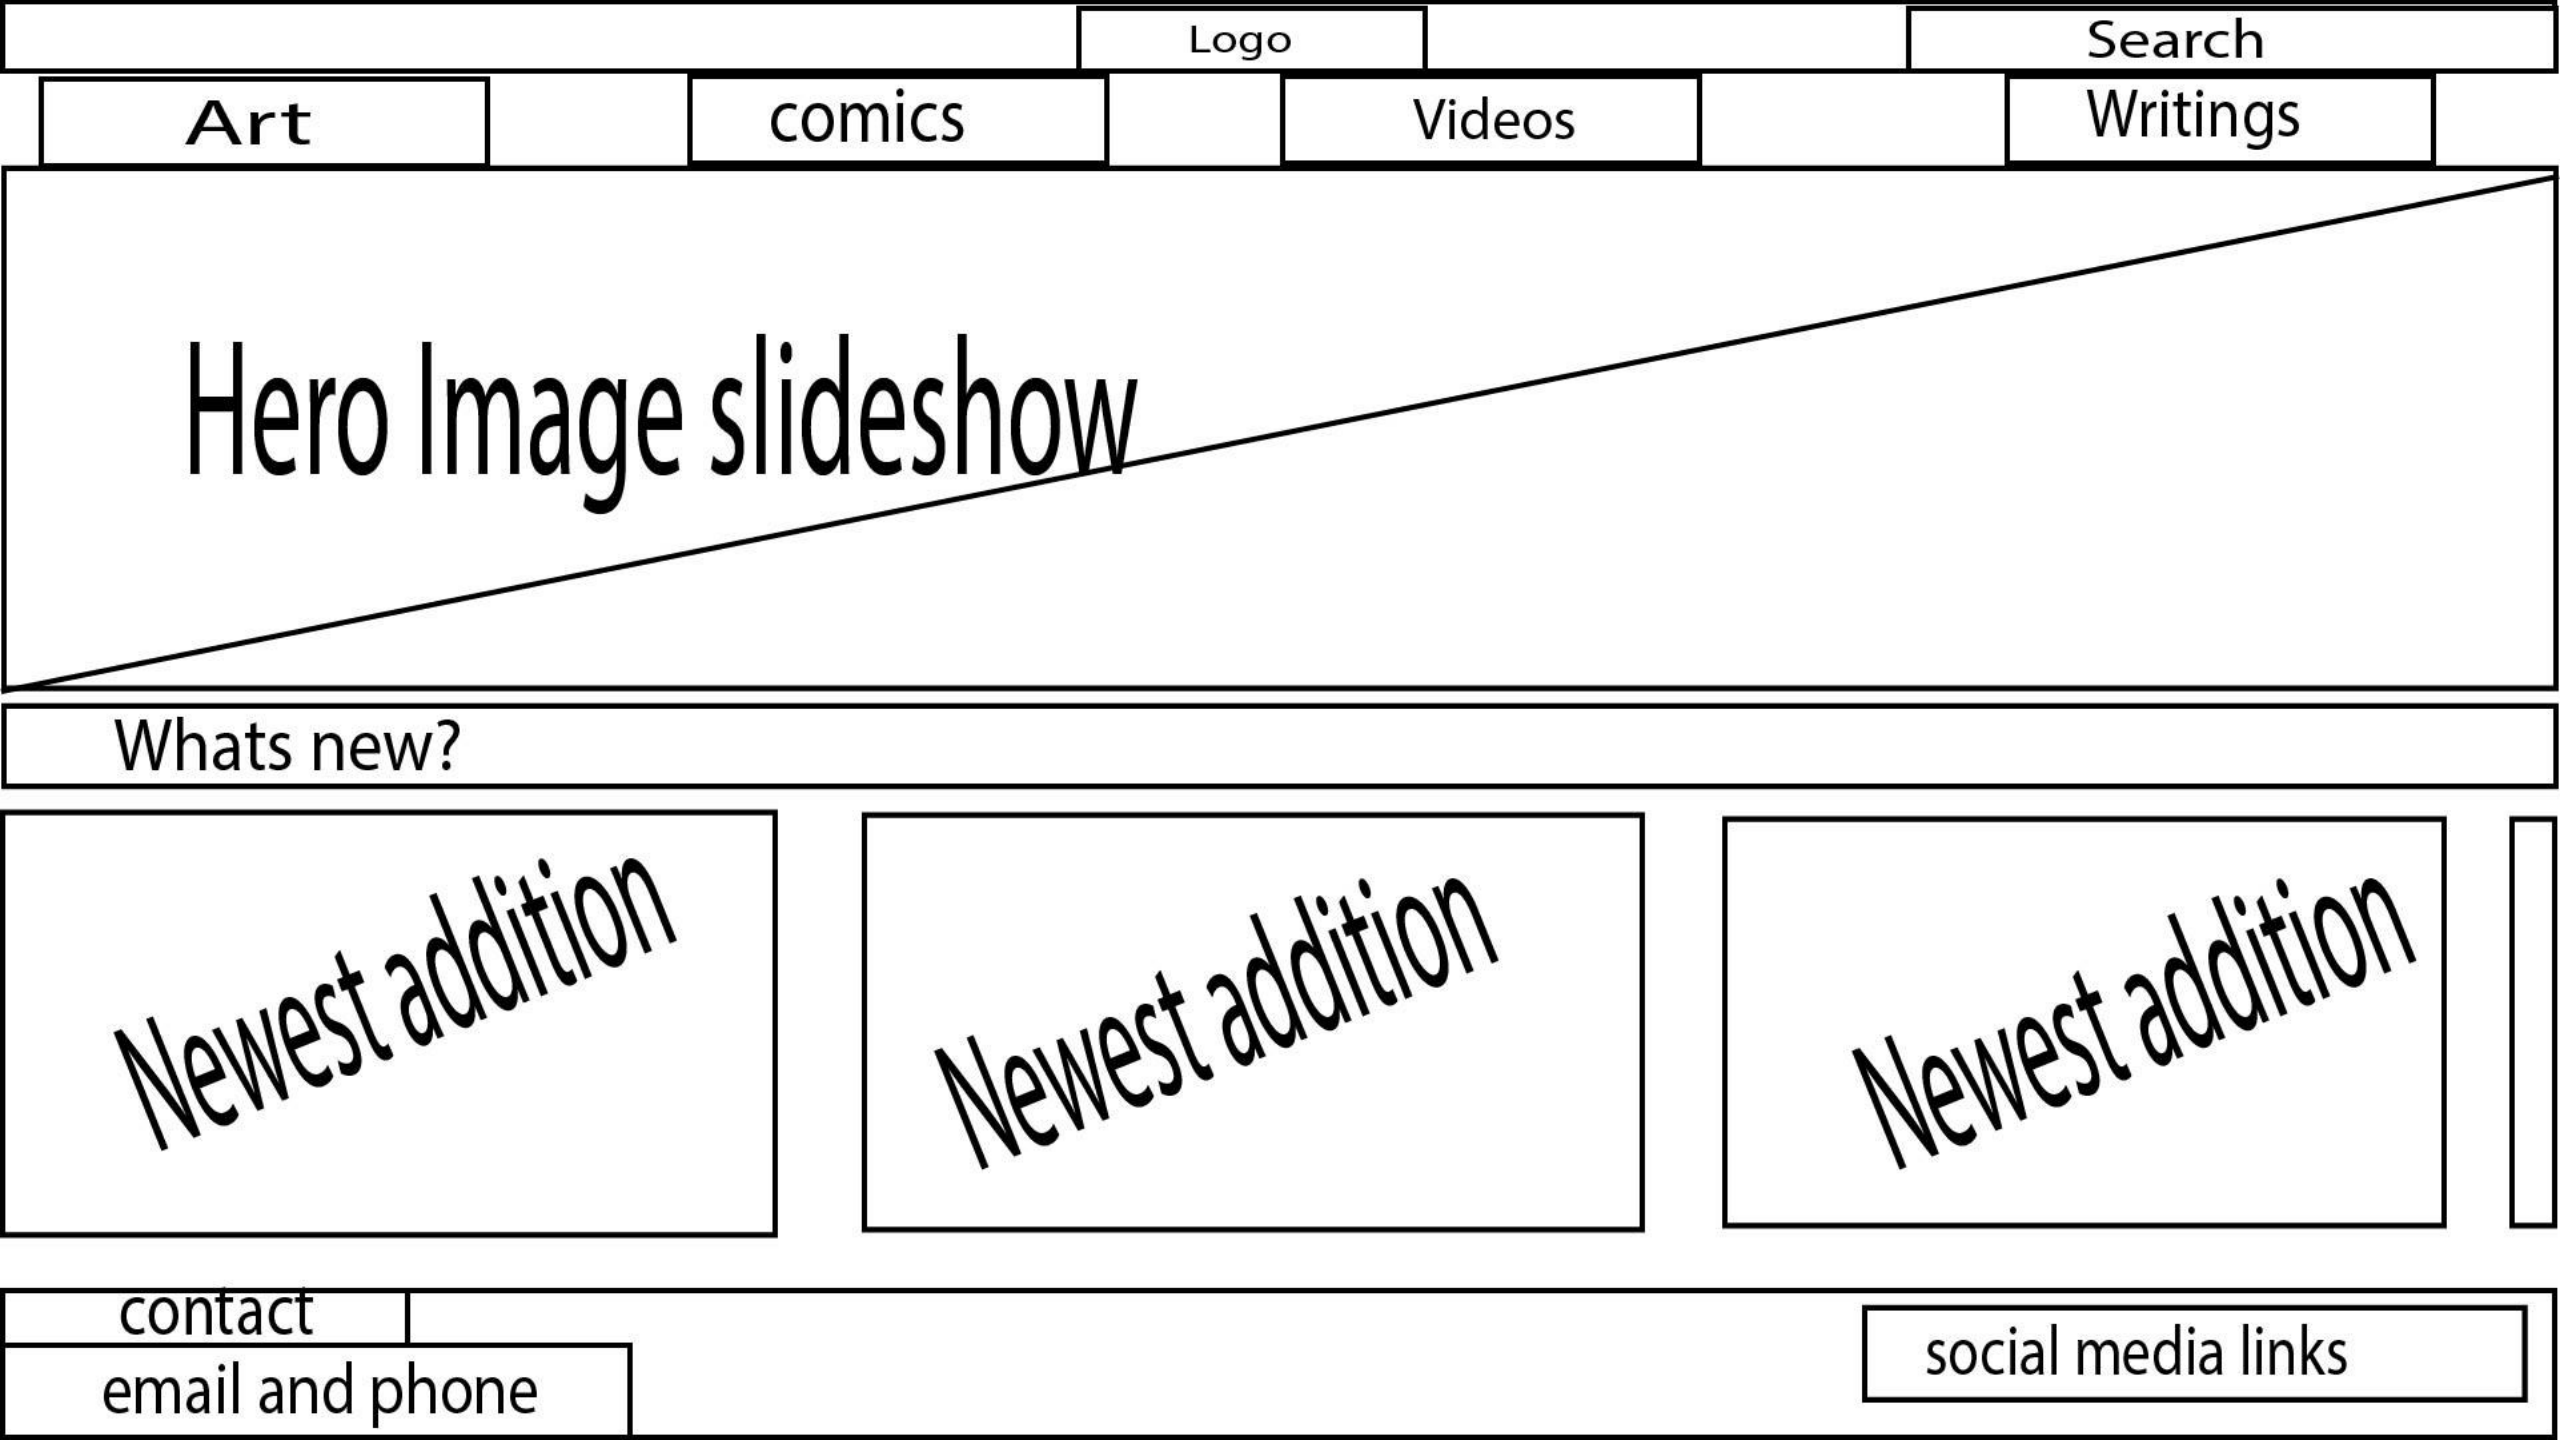 Logo
Search
Art
comics
Videos
Writings
Hero Image slideshow
Whats new?
Newest addition
Newest addition
Newest addition
contact
email and phone
social media links